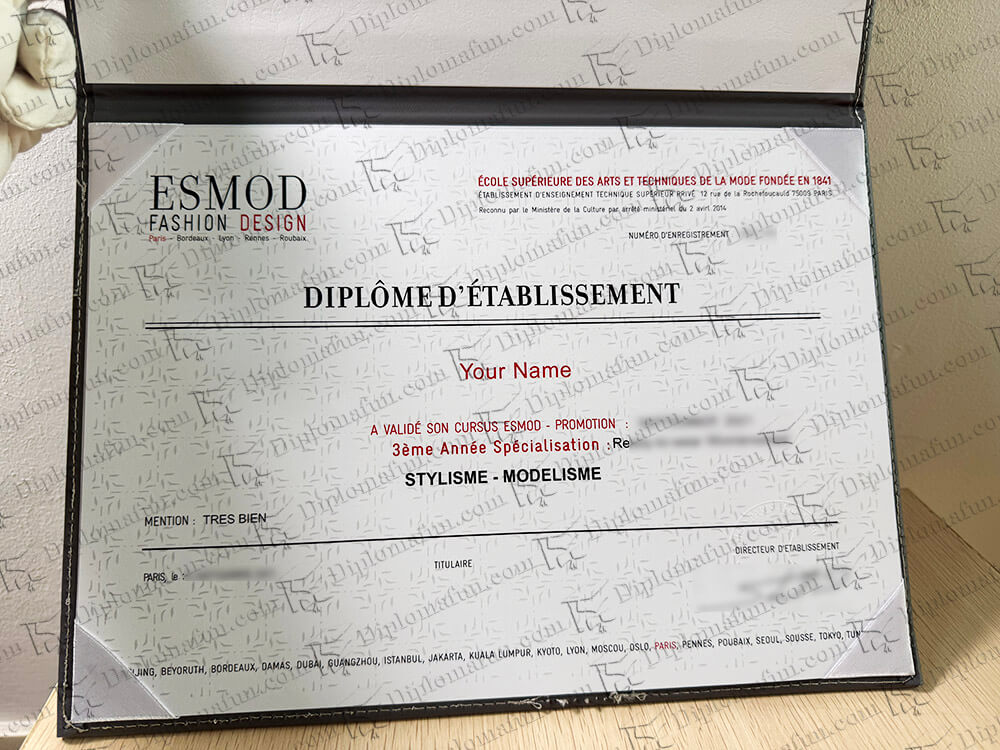 ESMOD
FASHION DESIGN
Paris - Bordeaux - Lyon - Rennes - Roubaix
ÉCOLE SUPÉRIEURE DES ARTS ET TECHNIQUES DE LA MODE FONDÉE EN 1841
ÉTABLISSEMENT D'ENSEIGNEMENT TECHNIQUE SUPÉRIEUR PRIVÉ 12 rue de la Rochefoucauld 75009 PARIS
Reconnu par le Ministère de la Culture par arrêté ministériel du 2 avril 2014
NUMÉRO D'ENREGISTREMENT
DIPLÔME D'ÉTABLISSEMENT
Your Name
A VALIDÉ SON CURSUS ESMOD - PROMOTION :
3ème Année Spécialisation :
STYLISME - MODELISME
MENTION : TRES BIEN
DIRECTEUR D'ETABLISSEMENT
TITULAIRE
PARIS, le :
BEYORUTH, BORDEAUX, DAMAS, DUBAI, GUANGZHOU, ISTANBUL, JAKARTA, KUALA LUMPUR, KYOTO, LYON, MOSCOU, OSLO, PARIS, PENNES, POUBAIX, SEOUL, SOUSSE, TOKYO,
Diplomafun.com